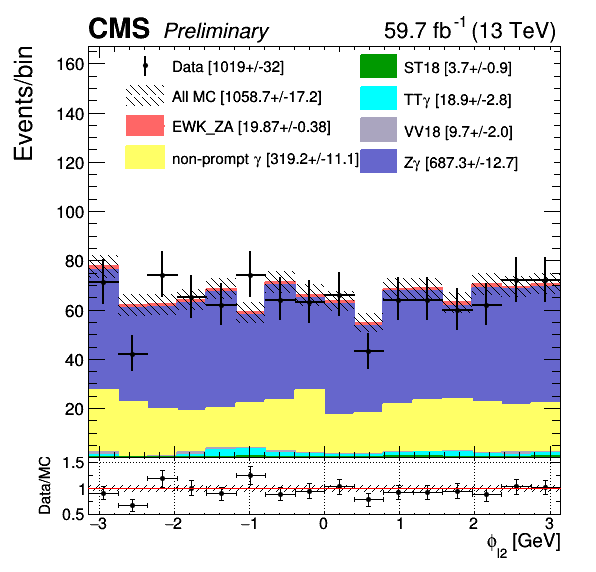 CMS Preliminary 59.7 fb⁻¹ (13 TeV)
Events/bin
160
140
120
100
80
60
40
20
Data [1019+/-32]
All MC [1058.7+/-17.2]
EWK_ZA [19.87+/-0.38]
non-prompt γ [319.2+/-11.1]
ST18 [3.7+/-0.9]
TTγ [18.9+/-2.8]
VV18 [9.7+/-2.0]
Zγ [687.3+/-12.7]
Data/MC
1.5
1
0.5
−3 −2 −1 0 1 2 3
ϕ_l2 [GeV]